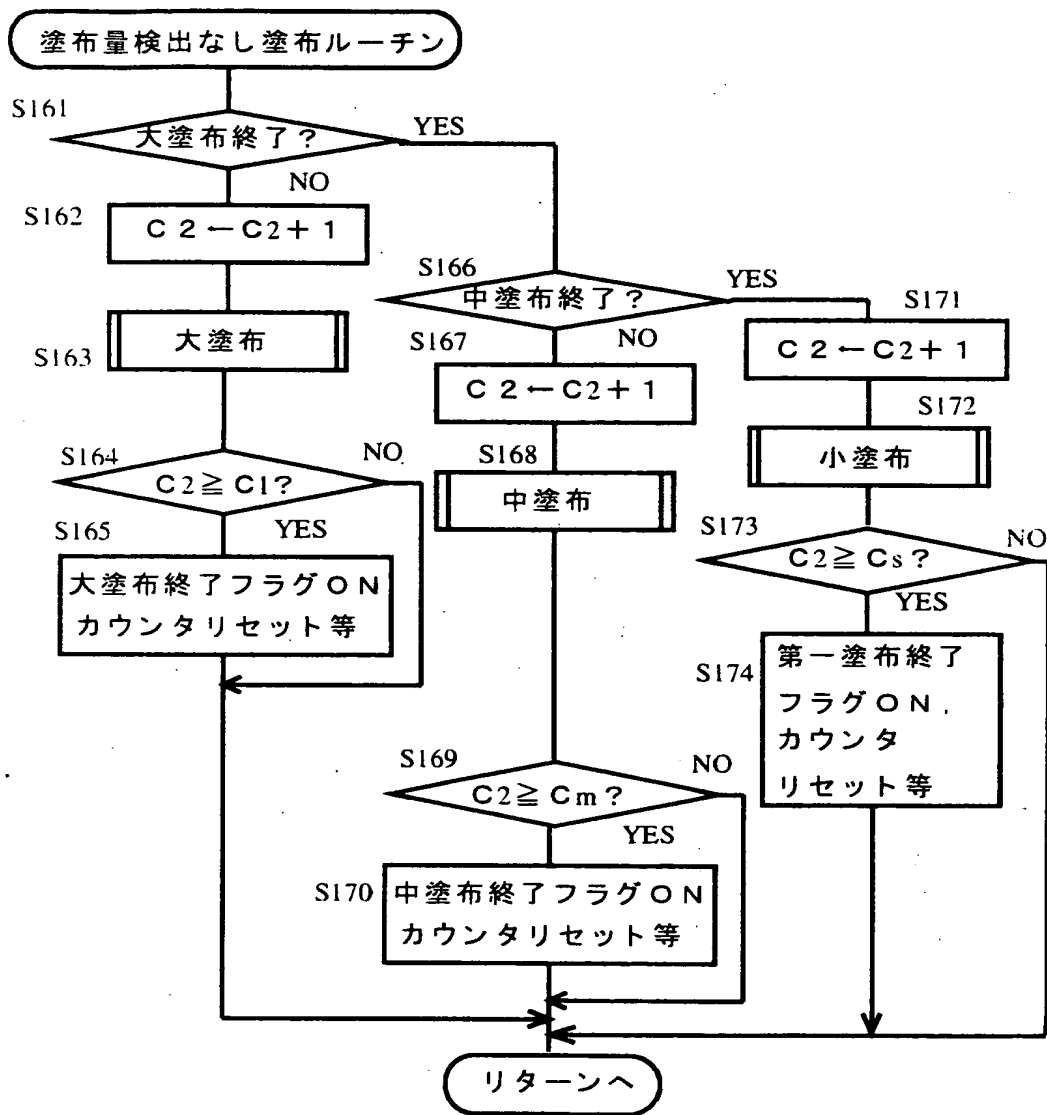 塗布量検出なし塗布ルーチン
S161
大塗布終了？
YES
NO
S162
Ｃ２←C2＋１
S163
大塗布
S164
C2≧Cl？
NO
YES
S165
大塗布終了フラグＯＮ
カウンタリセット等
S166
中塗布終了？
YES
NO
S167
Ｃ２←C2＋１
S168
中塗布
S169
C2≧Cm？
NO
YES
S170
中塗布終了フラグＯＮ
カウンタリセット等
S171
Ｃ２←C2＋１
S172
小塗布
S173
C2≧Cs？
NO
YES
S174
第一塗布終了
フラグＯＮ、
カウンタ
リセット等
リターンへ